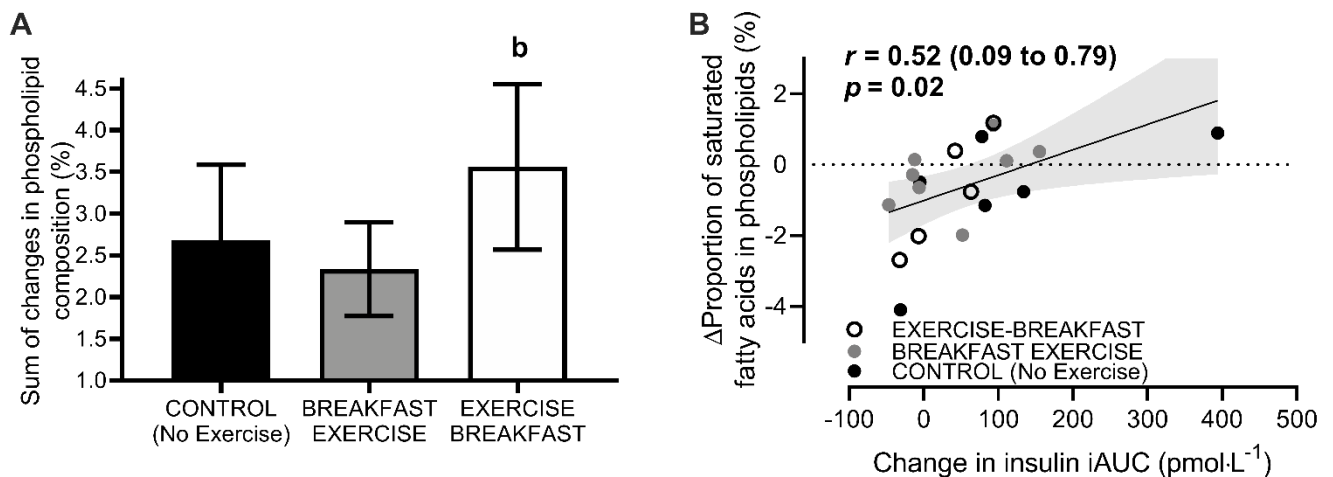 A
Sum of changes in phospholipid
composition (%)
4.5
4.0
3.5
3.0
2.5
2.0
1.5
1.0
b
CONTROL
(No Exercise)
BREAKFAST
EXERCISE
EXERCISE
BREAKFAST
B
ΔProportion of saturated
fatty acids in phospholipids (%)
r = 0.52 (0.09 to 0.79)
p = 0.02
2
0
-2
-4
EXERCISE-BREAKFAST
BREAKFAST EXERCISE
CONTROL (No Exercise)
-100 0 100 200 300 400 500
Change in insulin iAUC (pmol·L⁻¹)